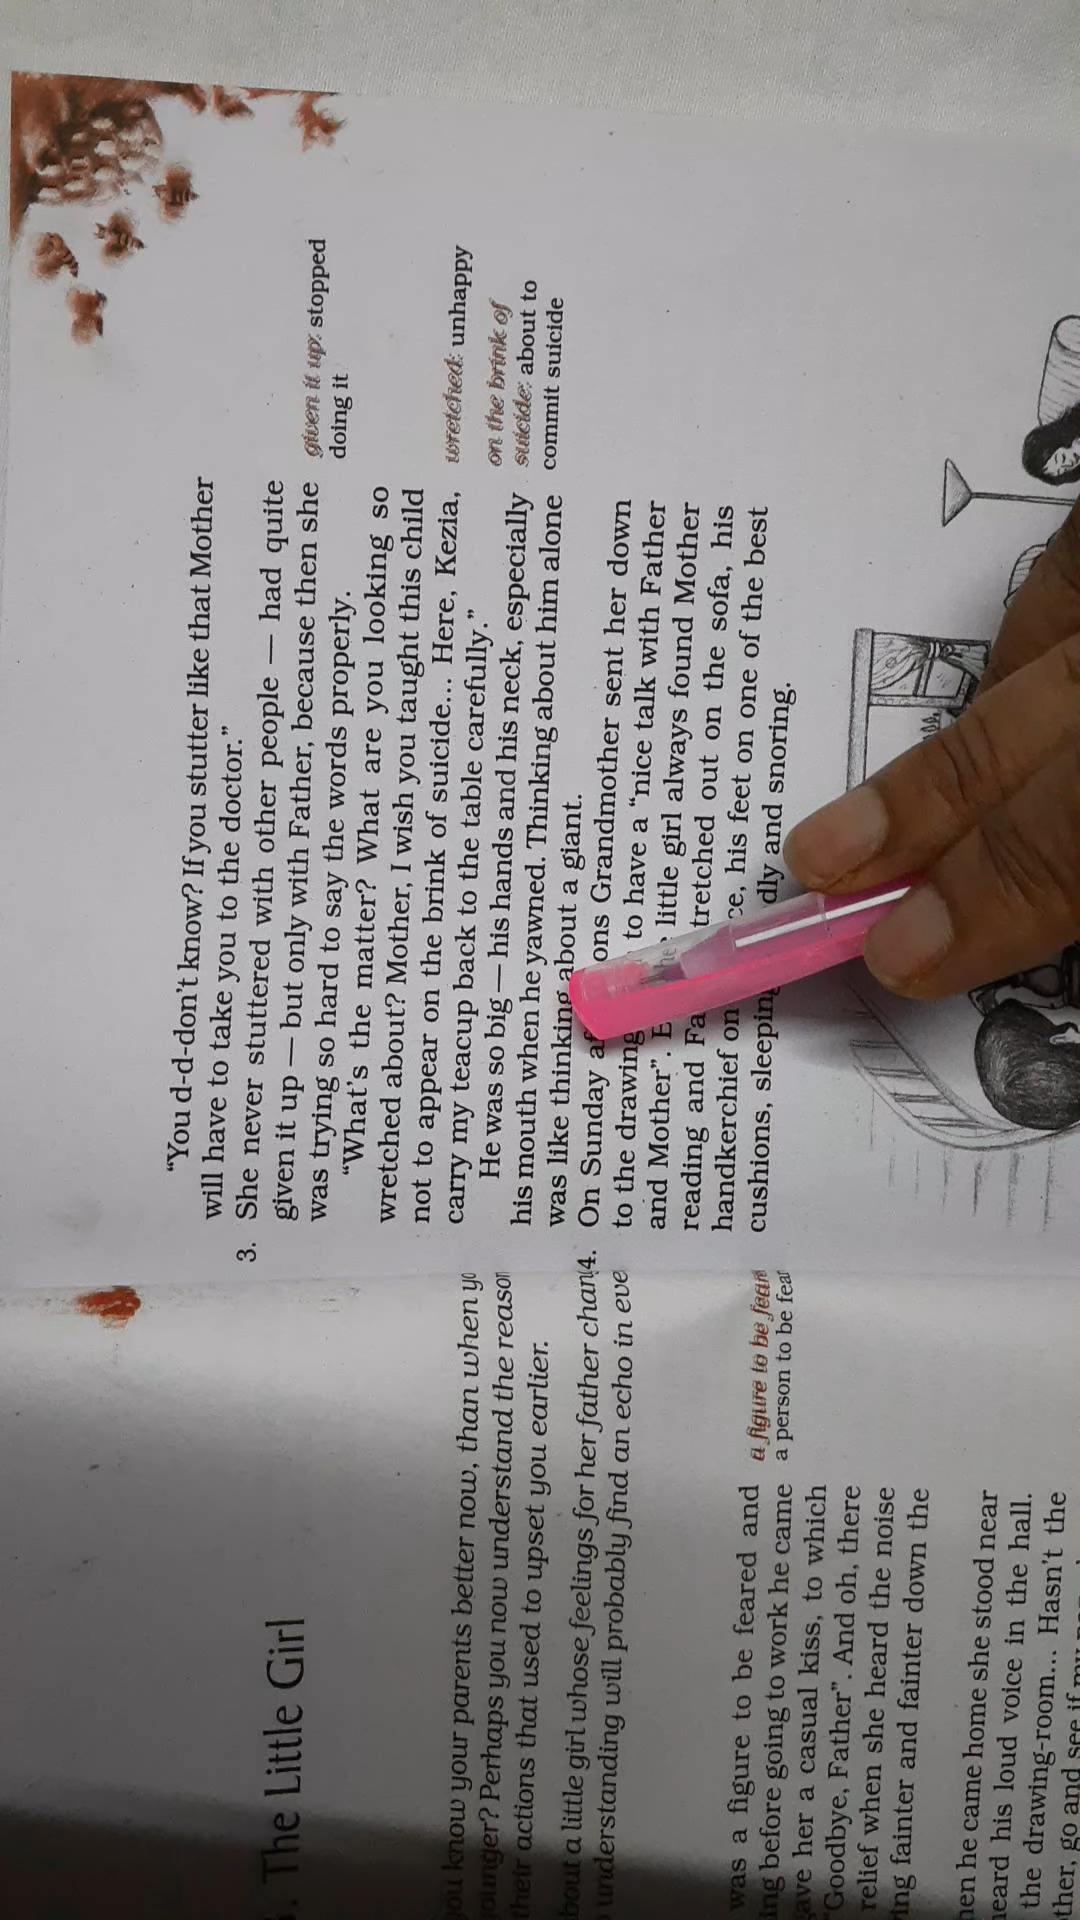 The Little Girl
you know your parents better now, than when
younger? Perhaps you now understand the reason
their actions that used to upset you earlier.
about a little girl whose feelings for her father
understanding will probably find an echo in
was a figure to be feared and
before going to work he came
gave her a casual kiss, to which
“Goodbye, Father”. And oh, there
relief when she heard the noise
fainter and fainter down the
a figure to be
a person to be
when he came home she stood near
heard his loud voice in the hall.
the drawing-room... Hasn't the
go and see if my
“You d-d-don't know? If you stutter like that Mother
will have to take you to the doctor.”
3. She never stuttered with other people — had quite
given it up — but only with Father, because then she
was trying so hard to say the words properly.
“What's the matter? What are you looking so
wretched about? Mother, I wish you taught this child
not to appear on the brink of suicide... Here, Kezia,
carry my teacup back to the table carefully.”
He was so big — his hands and his neck, especially
his mouth when he yawned. Thinking about him alone
was like thinking about a giant.
4. On Sunday Grandmother sent her down
to the drawing to have a “nice talk with Father
and Mother”. little girl always found Mother
reading and stretched out on the sofa, his
handkerchief on his feet on one of the best
cushions, sleeping and snoring.
given it up: stopped
doing it
wretched: unhappy
on the brink of
suicide: about to
commit suicide